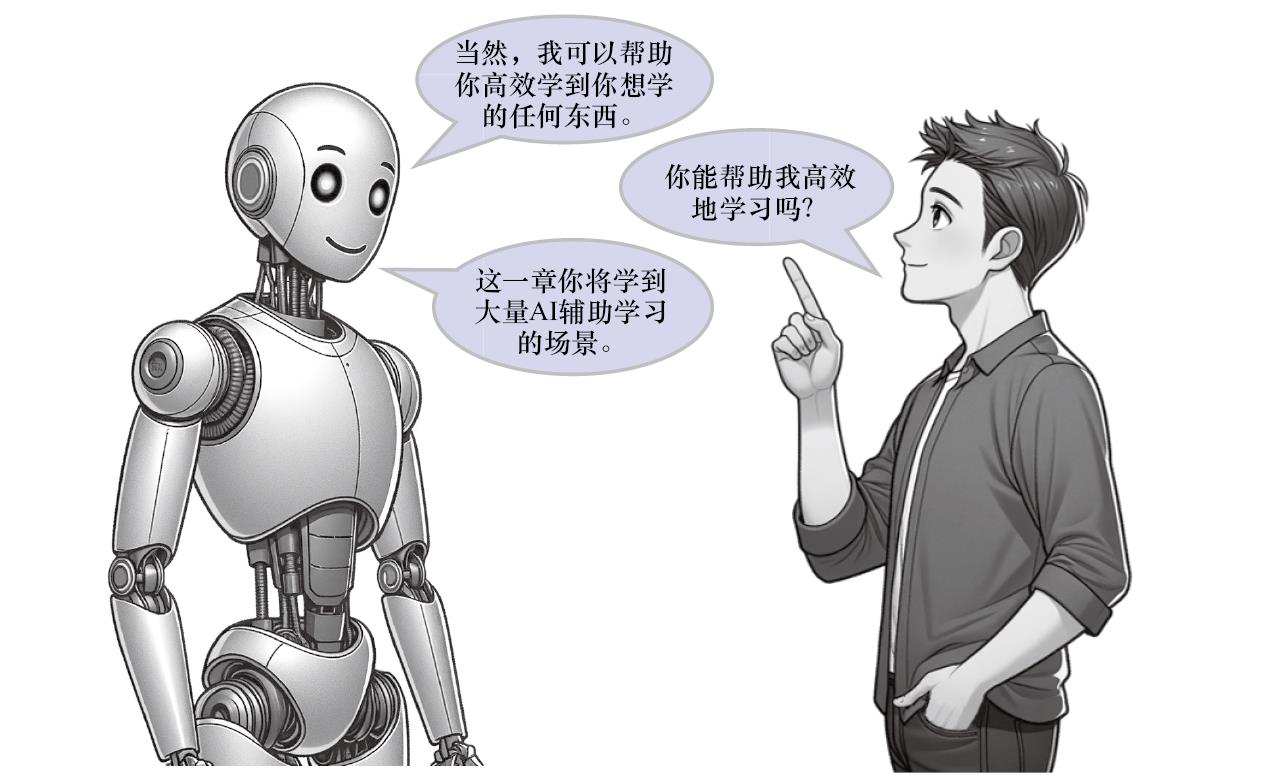 当然，我可以帮助
你高效学到你想学
的任何东西。
你能帮助我高效
地学习吗？
这一章你将学到
大量AI辅助学习
的场景。